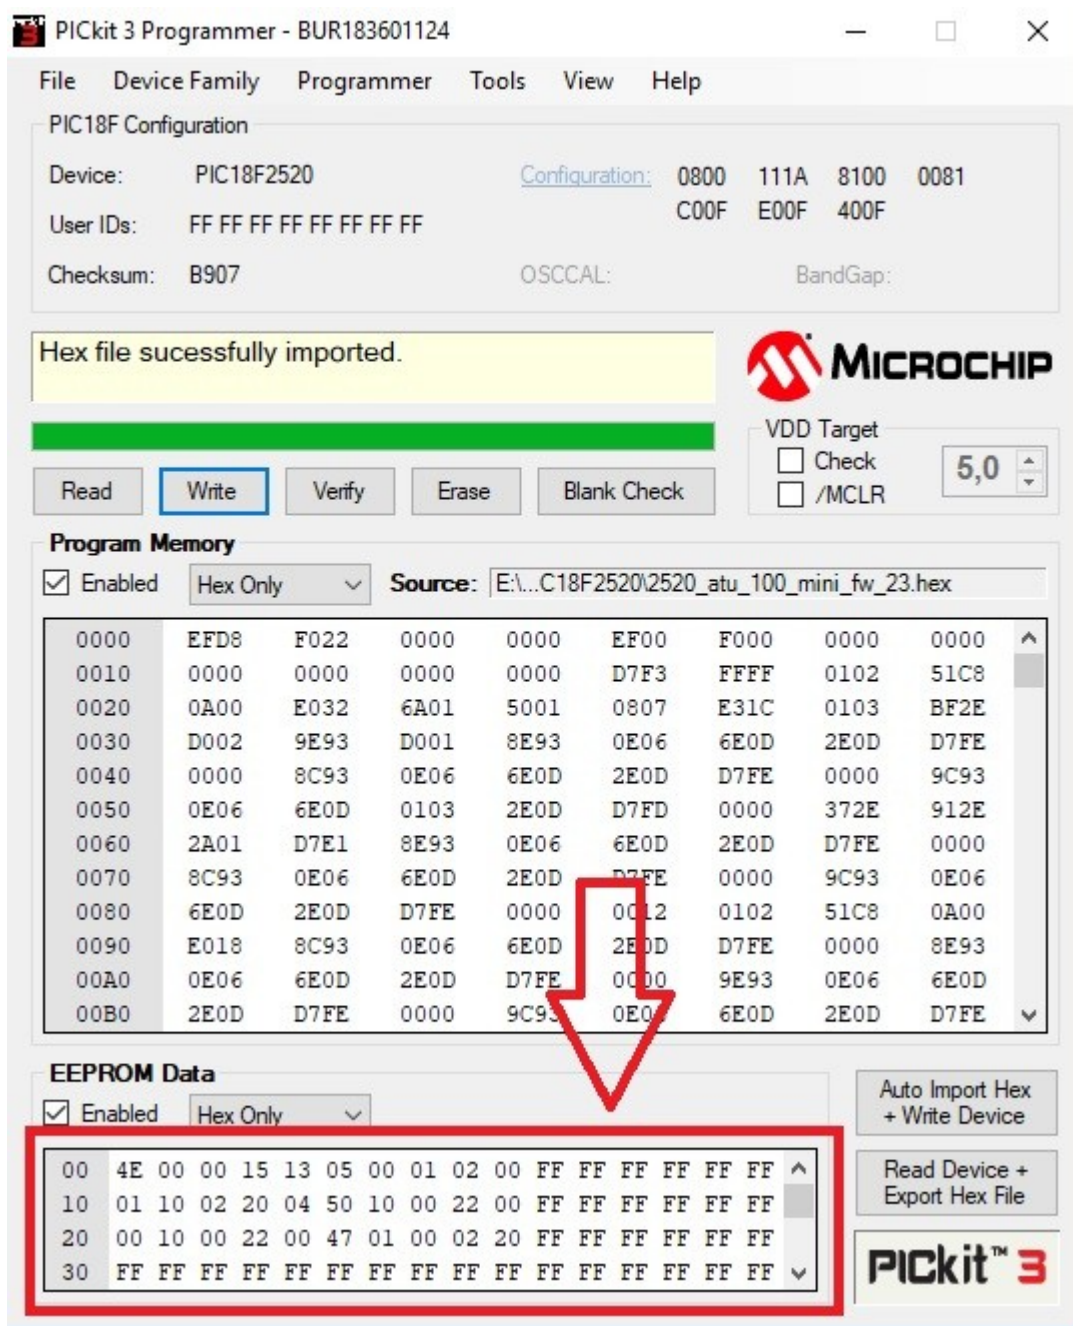 PICkit 3 Programmer - BUR183601124
File Device Family Programmer Tools View Help
PIC18F Configuration
Device: PIC18F2520 Configuration: 0800 111A 8100 0081
C00F E00F 400F
User IDs: FF FF FF FF FF FF FF FF
Checksum: B907 OSCCAL: BandGap:
Hex file sucessfully imported.
MICROCHIP
VDD Target
Check
/MCLR
5,0
Read Write Verify Erase Blank Check
Program Memory
Enabled Hex Only Source: E:\...C18F2520\2520_atu_100_mini_fw_23.hex
0000 EFD8 F022 0000 0000 EF00 F000 0000 0000
0010 0000 0000 0000 0000 D7F3 FFFF 0102 51C8
0020 0A00 E032 6A01 5001 0807 E31C 0103 BF2E
0030 D002 9E93 D001 8E93 0E06 6E0D 2E0D D7FE
0040 0000 8C93 0E06 6E0D 2E0D D7FE 0000 9C93
0050 0E06 6E0D 0103 2E0D D7FD 0000 372E 912E
0060 2A01 D7E1 8E93 0E06 6E0D 2E0D D7FE 0000
0070 8C93 0E06 6E0D 2E0D D7FE 0000 9C93 0E06
0080 6E0D 2E0D D7FE 0000 0012 0102 51C8 0A00
0090 E018 8C93 0E06 6E0D 2E0D D7FE 0000 8E93
00A0 0E06 6E0D 2E0D D7FE 0000 9E93 0E06 6E0D
00B0 2E0D D7FE 0000 9C93 0E06 6E0D 2E0D D7FE
EEPROM Data
Enabled Hex Only
00 4E 00 00 15 13 05 00 01 02 00 FF FF FF FF FF FF
10 01 10 02 20 04 50 10 00 22 00 FF FF FF FF FF FF
20 00 10 00 22 00 47 01 00 02 20 FF FF FF FF FF FF
30 FF FF FF FF FF FF FF FF FF FF FF FF FF FF FF FF
Auto Import Hex
+ Write Device
Read Device +
Export Hex File
PICkit™ 3